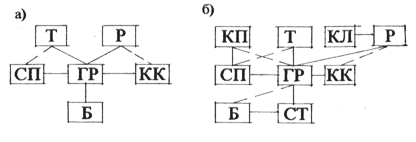 а)
Т Р
СП ГР КК
Б
б)
КП Т КЛ Р
СП ГР КК
Б СТ